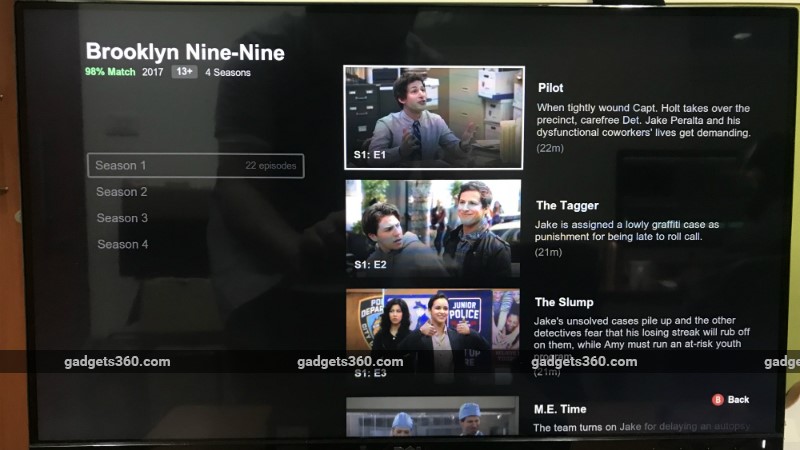 Brooklyn Nine-Nine
98% Match 2017 13+ 4 Seasons
Season 1 22 episodes
Season 2
Season 3
Season 4
S1: E1
Pilot
When tightly wound Capt. Holt takes over the
precinct, carefree Det. Jake Peralta and his
dysfunctional coworkers' lives get demanding.
(22m)
S1: E2
The Tagger
Jake is assigned a lowly graffiti case as
punishment for being late to roll call.
(21m)
JUNIOR
POLICE
S1: E3
The Slump
Jake's unsolved cases pile up and the other
detectives fear that his losing streak will rub off
on them, while Amy must run an at-risk youth
program.
(21m)
gadgets360.com gadgets360.com gadgets360.com
B Back
M.E. Time
The team turns on Jake for delaying an autopsy